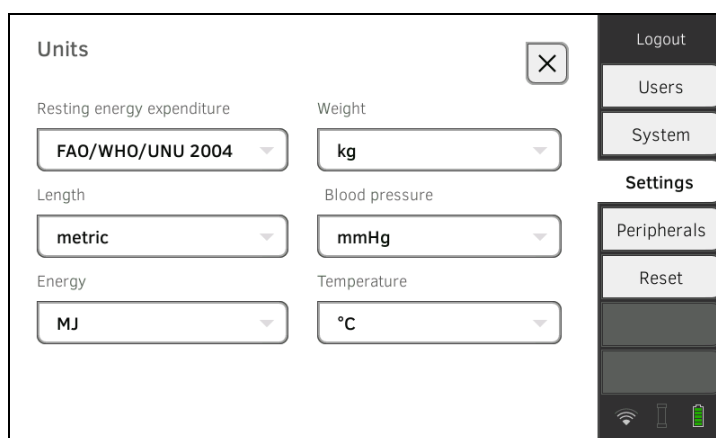 Units
Resting energy expenditure
FAO/WHO/UNU 2004
Weight
kg
Length
metric
Blood pressure
mmHg
Energy
MJ
Temperature
°C
Logout
Users
System
Settings
Peripherals
Reset